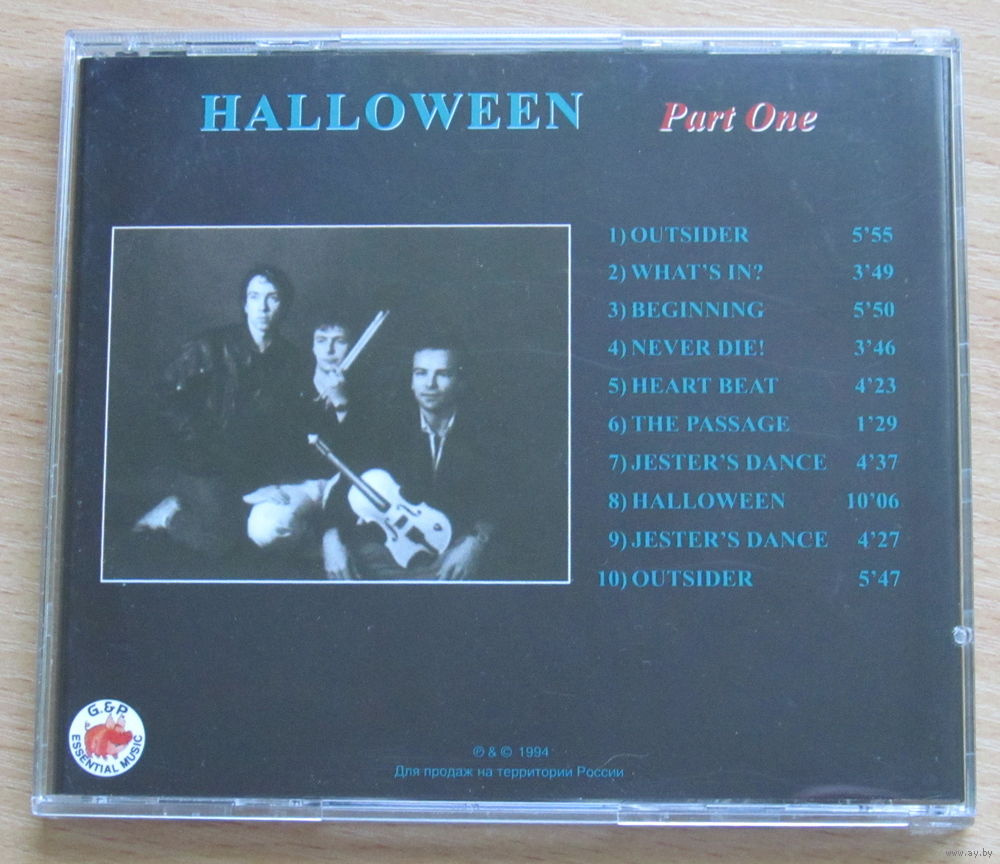 HALLOWEEN Part One
1) OUTSIDER 5'55
2) WHAT'S IN? 3'49
3) BEGINNING 5'50
4) NEVER DIE! 3'46
5) HEART BEAT 4'23
6) THE PASSAGE 1'29
7) JESTER'S DANCE 4'37
8) HALLOWEEN 10'06
9) JESTER'S DANCE 4'27
10) OUTSIDER 5'47
G.&P.
ESSENTIAL MUSIC
℗ & © 1994
Для продаж на территории России
www.ay.by